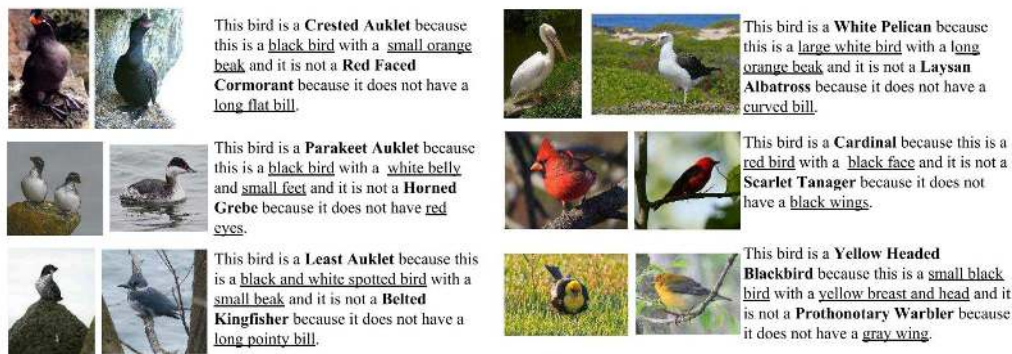 This bird is a Crested Auklet because
this is a black bird with a small orange
beak and it is not a Red Faced
Cormorant because it does not have a
long flat bill.
This bird is a Parakeet Auklet because
this is a black bird with a white belly
and small feet and it is not a Horned
Grebe because it does not have red
eyes.
This bird is a Least Auklet because this
is a black and white spotted bird with a
small beak and it is not a Belted
Kingfisher because it does not have a
long pointy bill.
This bird is a White Pelican because
this is a large white bird with a long
orange beak and it is not a Laysan
Albatross because it does not have a
curved bill.
This bird is a Cardinal because this is a
red bird with a black face and it is not a
Scarlet Tanager because it does not
have a black wings.
This bird is a Yellow Headed
Blackbird because this is a small black
bird with a yellow breast and head and it
is not a Prothonotary Warbler because
it does not have a gray wing.